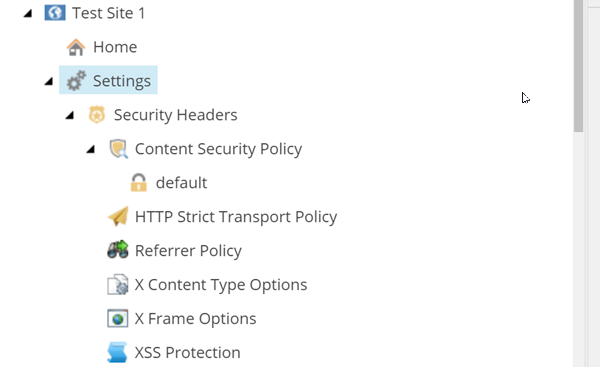 Test Site 1
Home
Settings
Security Headers
Content Security Policy
default
HTTP Strict Transport Policy
Referrer Policy
X Content Type Options
X Frame Options
XSS Protection